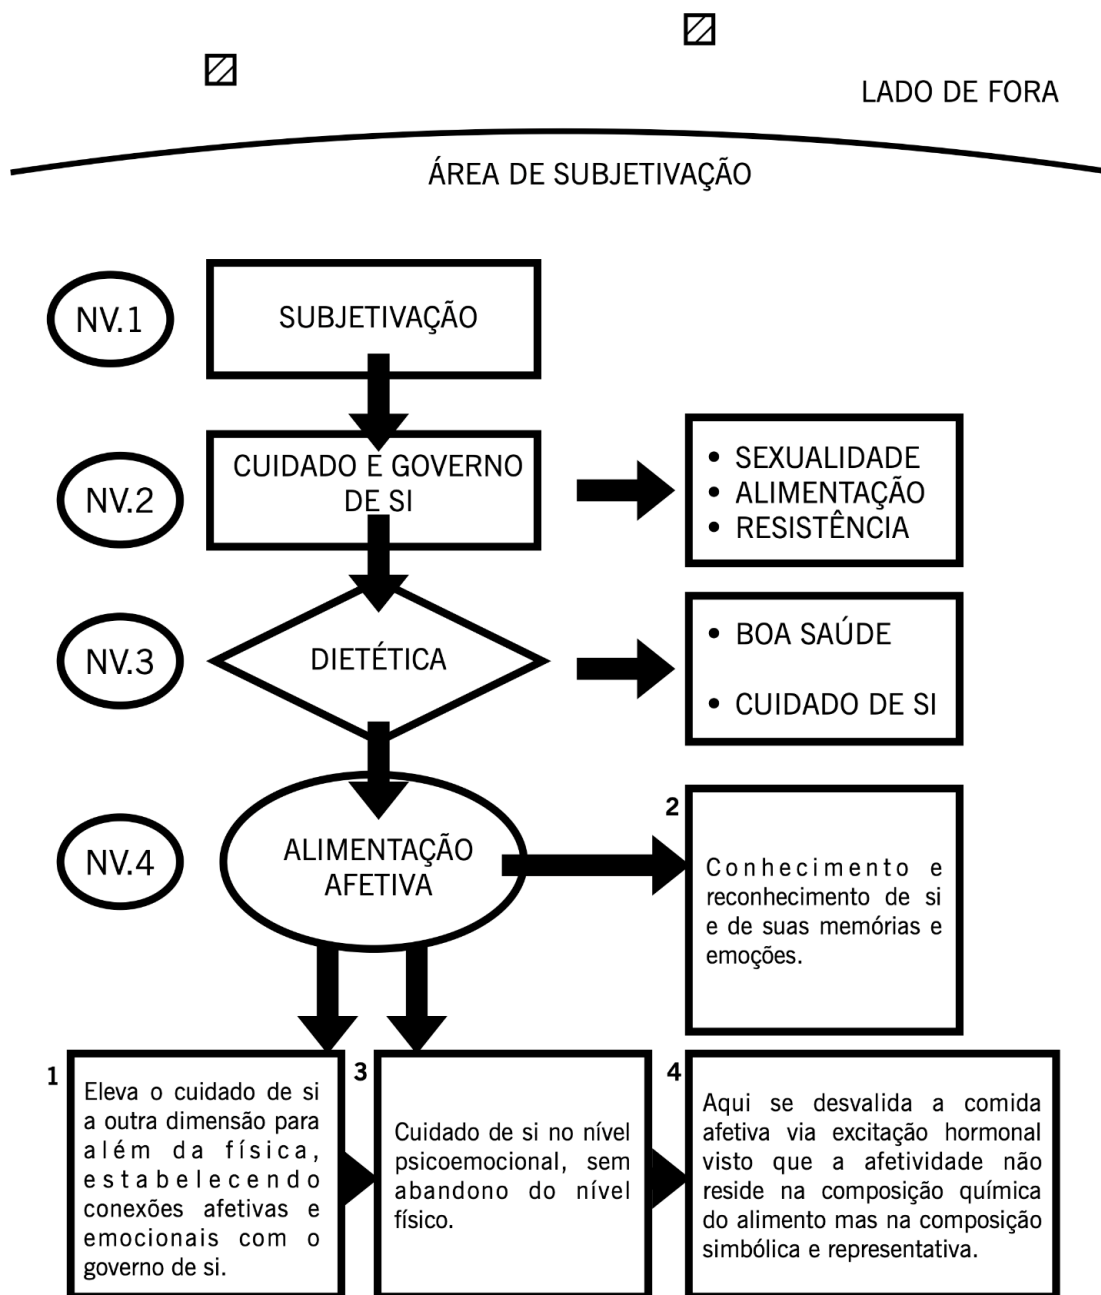 LADO DE FORA
ÁREA DE SUBJETIVAÇÃO
NV.1
SUBJETIVAÇÃO
NV.2
CUIDADO E GOVERNO
DE SI
• SEXUALIDADE
• ALIMENTAÇÃO
• RESISTÊNCIA
NV.3
DIETÉTICA
• BOA SAÚDE
• CUIDADO DE SI
NV.4
ALIMENTAÇÃO
AFETIVA
2
Conhecimento e
reconhecimento de si
e de suas memórias e
emoções.
1
Eleva o cuidado de si
a outra dimensão para
além da física,
estabelecendo
conexões afetivas e
emocionais com o
governo de si.
3
Cuidado de si no nível
psicoemocional, sem
abandono do nível
físico.
4
Aqui se desvalida a comida
afetiva via excitação hormonal
visto que a afetividade não
reside na composição química
do alimento mas na composição
simbólica e representativa.